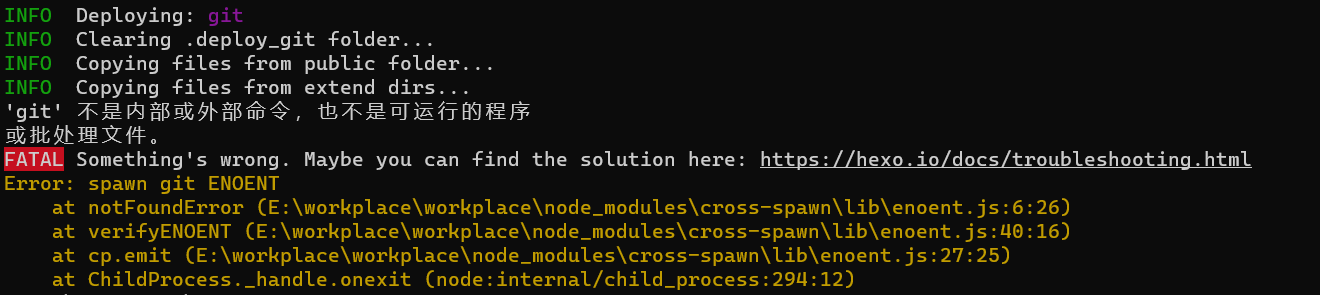 INFO  Deploying: git
INFO  Clearing .deploy_git folder...
INFO  Copying files from public folder...
INFO  Copying files from extend dirs...
'git' 不是内部或外部命令，也不是可运行的程序
或批处理文件。
FATAL Something's wrong. Maybe you can find the solution here: https://hexo.io/docs/troubleshooting.html
Error: spawn git ENOENT
    at notFoundError (E:\workplace\workplace\node_modules\cross-spawn\lib\enoent.js:6:26)
    at verifyENOENT (E:\workplace\workplace\node_modules\cross-spawn\lib\enoent.js:40:16)
    at cp.emit (E:\workplace\workplace\node_modules\cross-spawn\lib\enoent.js:27:25)
    at ChildProcess._handle.onexit (node:internal/child_process:294:12)